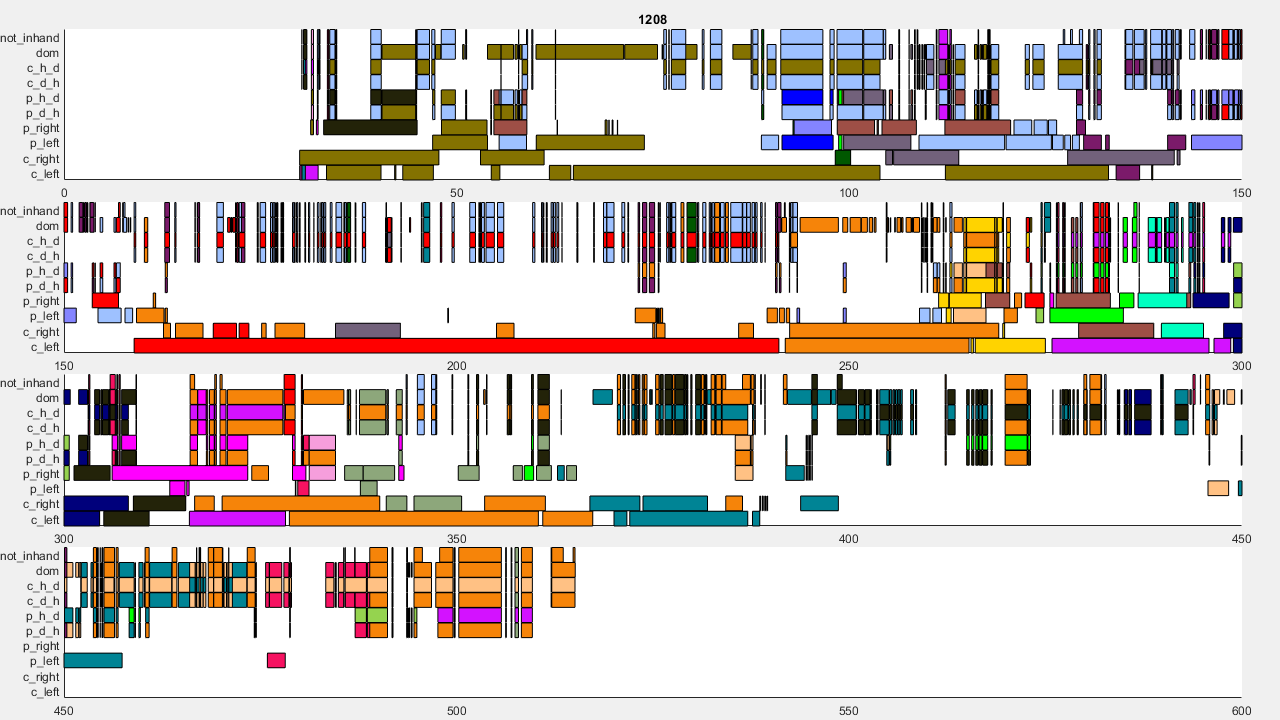 1208
not_inhand
dom
c_h_d
c_d_h
p_h_d
p_d_h
p_right
p_left
c_right
c_left
0 50 100 150
not_inhand
dom
c_h_d
c_d_h
p_h_d
p_d_h
p_right
p_left
c_right
c_left
150 200 250 300
not_inhand
dom
c_h_d
c_d_h
p_h_d
p_d_h
p_right
p_left
c_right
c_left
300 350 400 450
not_inhand
dom
c_h_d
c_d_h
p_h_d
p_d_h
p_right
p_left
c_right
c_left
450 500 550 600